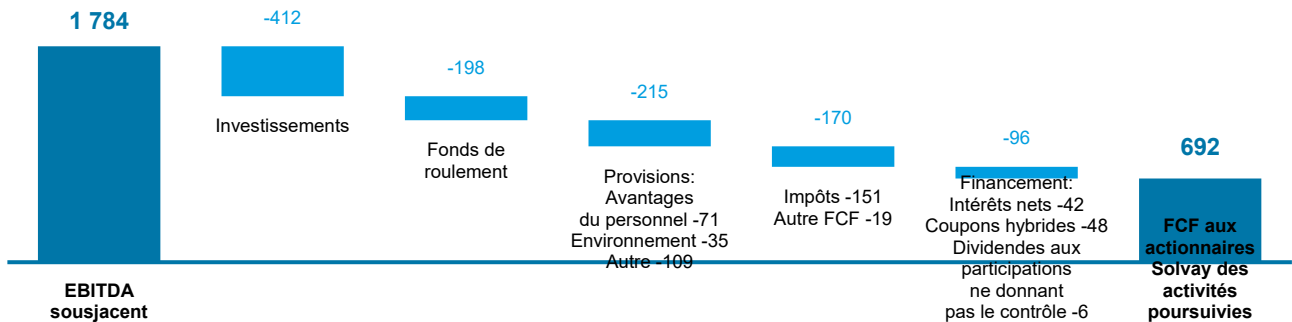 1 784
EBITDA
sousjacent
-412
Investissements
-198
Fonds de
roulement
-215
Provisions:
Avantages
du personnel -71
Environnement -35
Autre -109
-170
Impôts -151
Autre FCF -19
-96
Financement:
Intérêts nets -42
Coupons hybrides -48
Dividendes aux
participations
ne donnant
pas le contrôle -6
692
FCF aux
actionnaires
Solvay des
activités
poursuivies